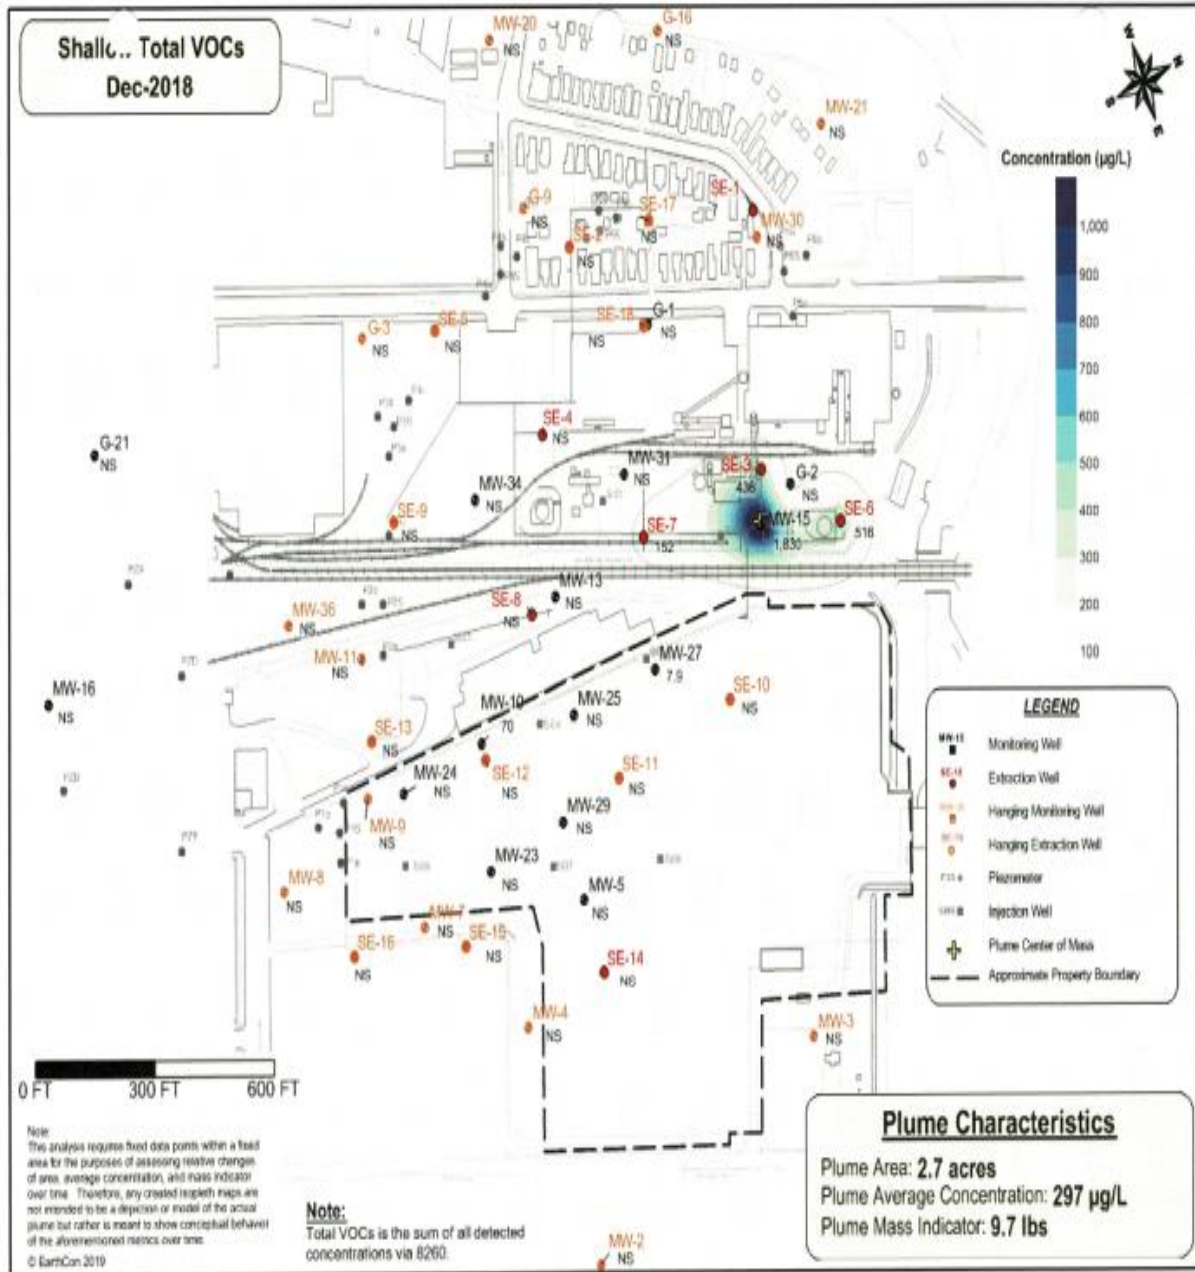 Shallow Total VOCs
Dec-2018
MW-20
NS
G-16
NS
MW-21
NS
W
N
S
E
Concentration (µg/L)
1,000
900
800
700
600
500
400
300
200
100
SE-1
G-9
NS
SE-17
NS
MW-30
NS
SE-2
NS
G-3
NS
SE-5
NS
SE-18
NS
G-1
NS
SE-4
NS
G-21
NS
MW-31
NS
MW-34
NS
SE-3
436
G-2
NS
SE-9
NS
SE-7
152
MW-15
1,830
SE-6
516
MW-13
NS
SE-8
NS
MW-36
NS
MW-11
NS
MW-27
7.9
MW-16
NS
MW-10
70
MW-25
NS
SE-10
NS
SE-13
NS
SE-12
NS
SE-11
NS
MW-24
NS
MW-9
NS
MW-29
NS
MW-23
NS
MW-8
NS
MW-5
NS
MW-7
NS
SE-15
NS
SE-16
NS
SE-14
NS
MW-4
NS
MW-3
NS
MW-2
NS
LEGEND
MW-15 Monitoring Well
Extraction Well
Hanging Monitoring Well
Hanging Extraction Well
Piezometer
Injection Well
Plume Center of Mass
Approximate Property Boundary
0 FT 300 FT 600 FT
Note:
This analysis requires fixed data points within a fixed
area for the purposes of assessing relative changes
of area, average concentration, and mass indicator
over time. Therefore, any created isopleth maps are
not intended to be a depiction or model of the actual
plume but rather is meant to show conceptual behavior
of the aforementioned metrics over time.
© EarthCon 2019
Note:
Total VOCs is the sum of all detected
concentrations via 8260.
Plume Characteristics
Plume Area: 2.7 acres
Plume Average Concentration: 297 µg/L
Plume Mass Indicator: 9.7 lbs